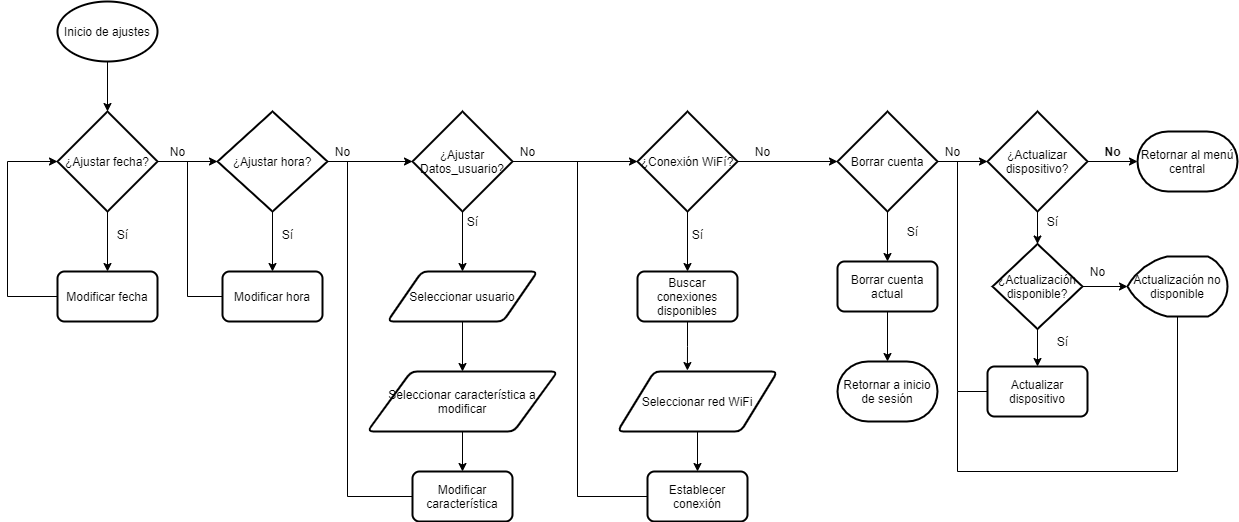 Inicio de ajustes
¿Ajustar fecha?
No
¿Ajustar hora?
No
¿Ajustar
Datos_usuario?
No
¿Conexión WiFí?
No
Borrar cuenta
No
¿Actualizar
dispositivo?
No
Retornar al menú
central
Sí
Sí
Sí
Sí
Sí
Sí
Modificar fecha
Modificar hora
Seleccionar usuario
Buscar
conexiones
disponibles
Borrar cuenta
actual
¿Actualización
disponible?
No
Actualización no
disponible
Sí
Seleccionar característica a
modificar
Seleccionar red WiFi
Retornar a inicio
de sesión
Actualizar
dispositivo
Modificar
característica
Establecer
conexión